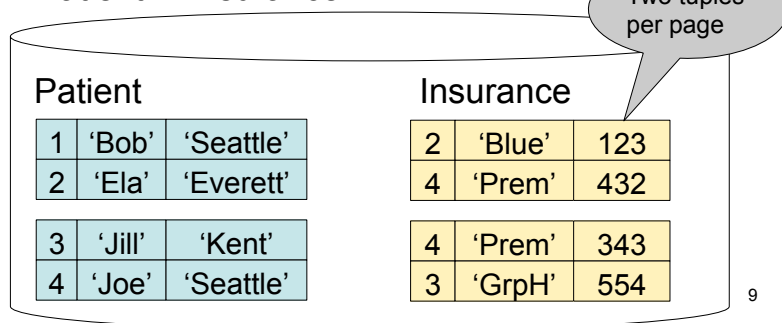 Two tuples
per page
Patient
Insurance
1 ‘Bob’ ‘Seattle’
2 ‘Ela’ ‘Everett’
3 ‘Jill’ ‘Kent’
4 ‘Joe’ ‘Seattle’
2 ‘Blue’ 123
4 ‘Prem’ 432
4 ‘Prem’ 343
3 ‘GrpH’ 554
9